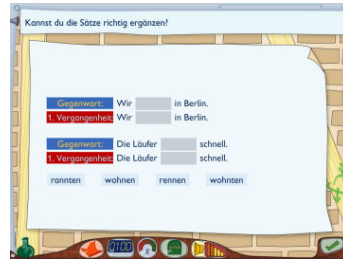 Kannst du die Sätze richtig ergänzen?
Gegenwart: Wir in Berlin.
1. Vergangenheit: Wir in Berlin.
Gegenwart: Die Läufer schnell.
1. Vergangenheit: Die Läufer schnell.
rannten wohnen rennen wohnten
0100